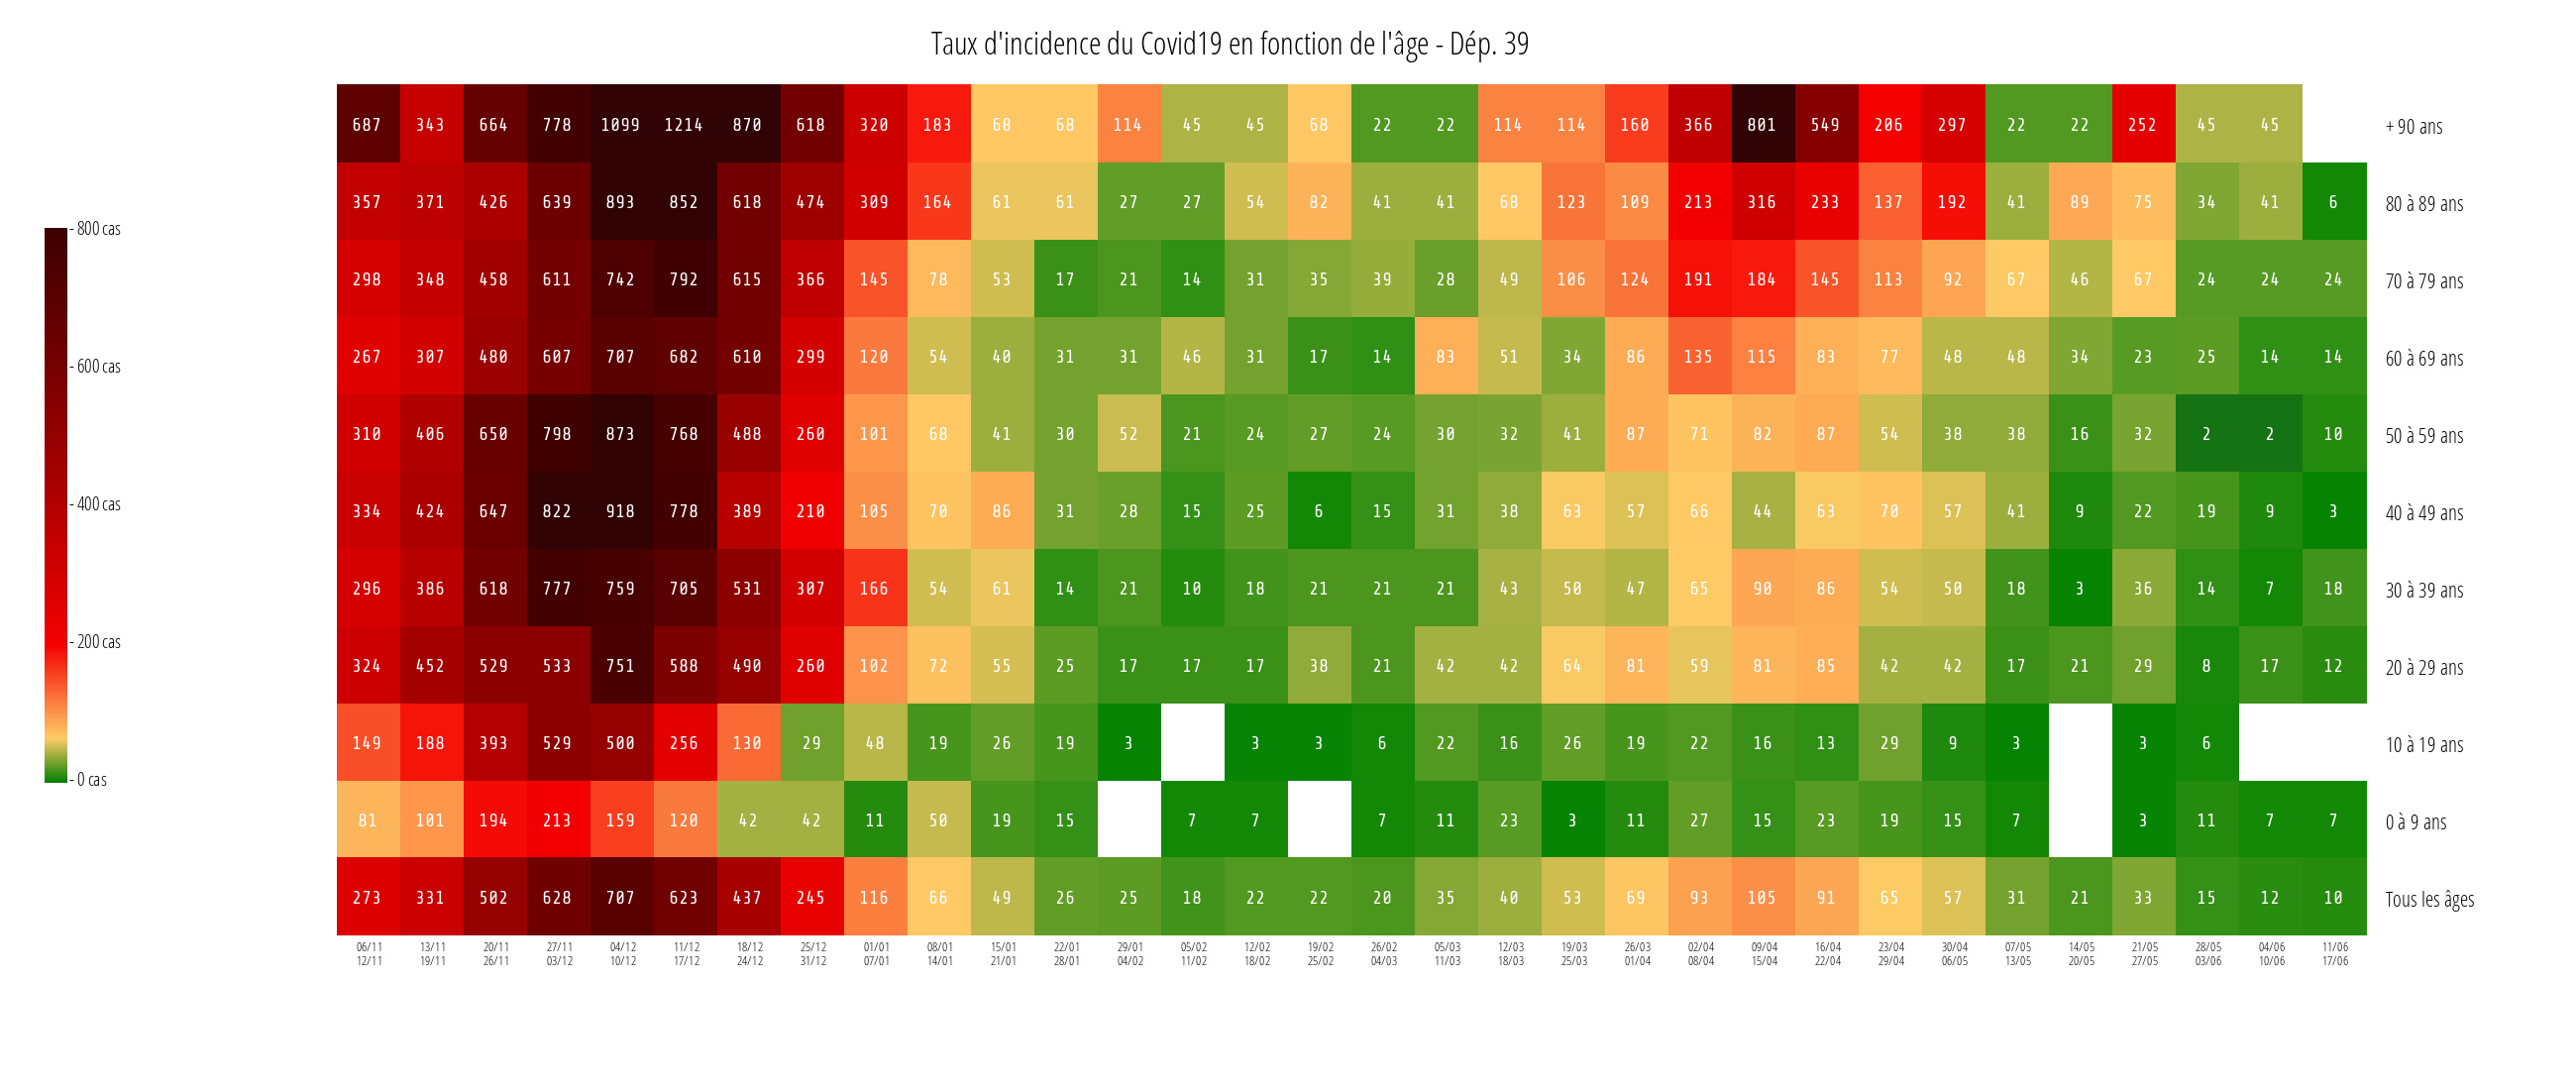 Taux d'incidence du Covid19 en fonction de l'âge - Dép. 39
687 343 664 778 1099 1214 870 618 320 183 68 68 114 45 45 68 22 22 114 114 160 366 801 549 206 297 22 22 252 45 45 + 90 ans
357 371 426 639 893 852 618 474 309 164 61 61 27 27 54 82 41 41 68 123 109 213 316 233 137 192 41 89 75 34 41 6 80 à 89 ans
- 800 cas
298 348 458 611 742 792 615 366 145 78 53 17 21 14 31 35 39 28 49 106 124 191 184 145 113 92 67 46 67 24 24 24 70 à 79 ans
267 307 480 607 707 682 610 299 120 54 40 31 31 46 31 17 14 83 51 34 86 135 115 83 77 48 48 34 23 25 14 14 60 à 69 ans
- 600 cas
310 406 650 798 873 768 488 260 101 68 41 30 52 21 24 27 24 30 32 41 87 71 82 87 54 38 38 16 32 2 2 10 50 à 59 ans
- 400 cas
334 424 647 822 918 778 389 210 105 70 86 31 28 15 25 6 15 31 38 63 57 66 44 63 70 57 41 9 22 19 9 3 40 à 49 ans
296 386 618 777 759 705 531 307 166 54 61 14 21 10 18 21 21 21 43 50 47 65 90 86 54 50 18 3 36 14 7 18 30 à 39 ans
- 200 cas
324 452 529 533 751 588 490 260 102 72 55 25 17 17 17 38 21 42 42 64 81 59 81 85 42 42 17 21 29 8 17 12 20 à 29 ans
149 188 393 529 500 256 130 29 48 19 26 19 3 3 3 6 22 16 26 19 22 16 13 29 9 3 3 6 10 à 19 ans
- 0 cas
81 101 194 213 159 120 42 42 11 50 19 15 7 7 7 11 23 3 11 27 15 23 19 15 7 3 11 7 7 0 à 9 ans
273 331 502 628 707 623 437 245 116 66 49 26 25 18 22 22 20 35 40 53 69 93 105 91 65 57 31 21 33 15 12 10 Tous les âges
06/11 13/11 20/11 27/11 04/12 11/12 18/12 25/12 01/01 08/01 15/01 22/01 29/01 05/02 12/02 19/02 26/02 05/03 12/03 19/03 26/03 02/04 09/04 16/04 23/04 30/04 07/05 14/05 21/05 28/05 04/06 11/06
12/11 19/11 26/11 03/12 10/12 17/12 24/12 31/12 07/01 14/01 21/01 28/01 04/02 11/02 18/02 25/02 04/03 11/03 18/03 25/03 01/04 08/04 15/04 22/04 29/04 06/05 13/05 20/05 27/05 03/06 10/06 17/06